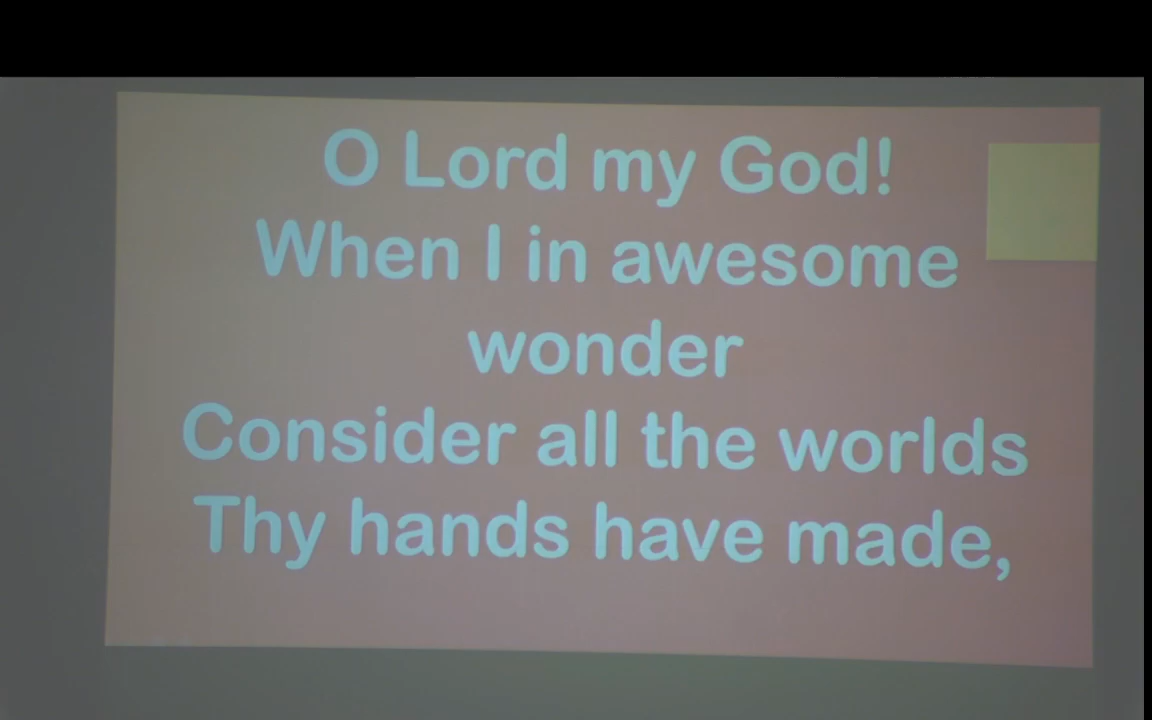 O Lord my God!
When I in awesome
wonder
Consider all the worlds
Thy hands have made,